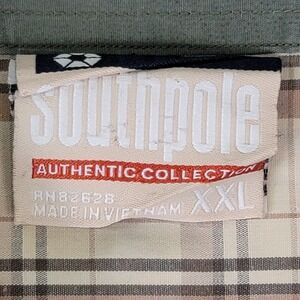 southpole
AUTHENTIC COLLECTION
RN82628
MADE IN VIETNAM XXL